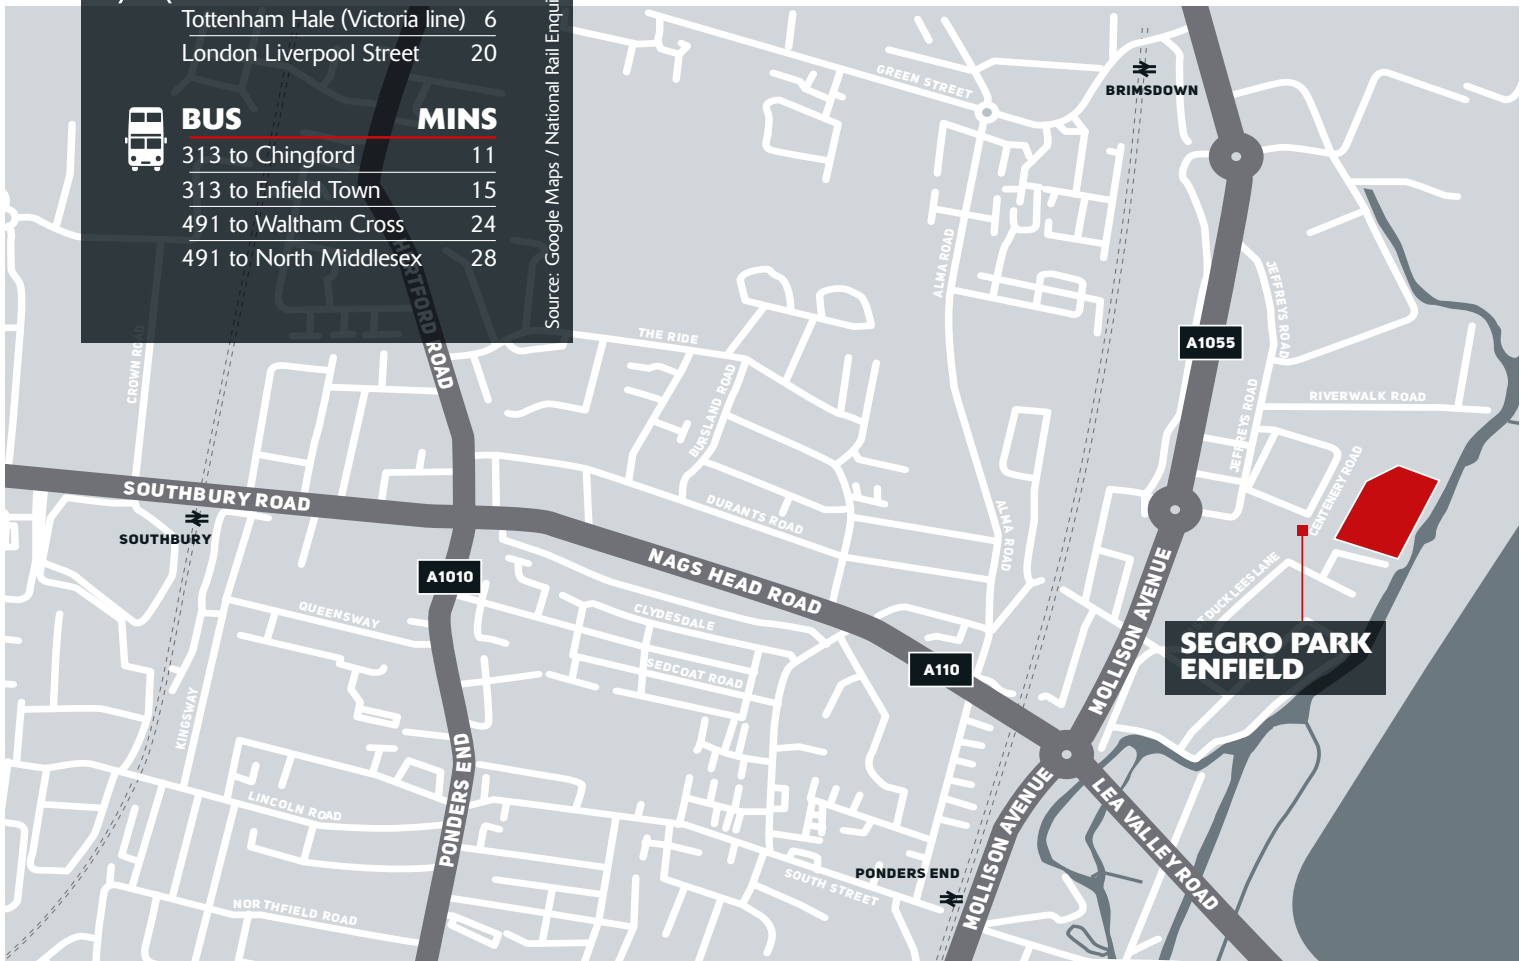 Tottenham Hale (Victoria line) 6
London Liverpool Street 20
BUS MINS
313 to Chingford 11
313 to Enfield Town 15
491 to Waltham Cross 24
491 to North Middlesex 28
Source: Google Maps / National Rail
GREEN STREET
BRIMSDOWN
ALMA ROAD
JEFFREYS ROAD
HERTFORD ROAD
CROWN ROAD
THE RIDE
A1055
BURSLAND ROAD
JEFFREYS ROAD
RIVERWALK ROAD
CENTENERY ROAD
SOUTHBURY ROAD
SOUTHBURY
DURANTS ROAD
ALMA ROAD
NAGS HEAD ROAD
A1010
QUEENSWAY
CLYDESDALE
SEDCOAT ROAD
A110
MOLLISON AVENUE
DUCK LEES LANE
SEGRO PARK
ENFIELD
KINGSWAY
PONDERS END
LINCOLN ROAD
MOLLISON AVENUE
LEA VALLEY ROAD
PONDERS END
SOUTH STREET
NORTHFIELD ROAD